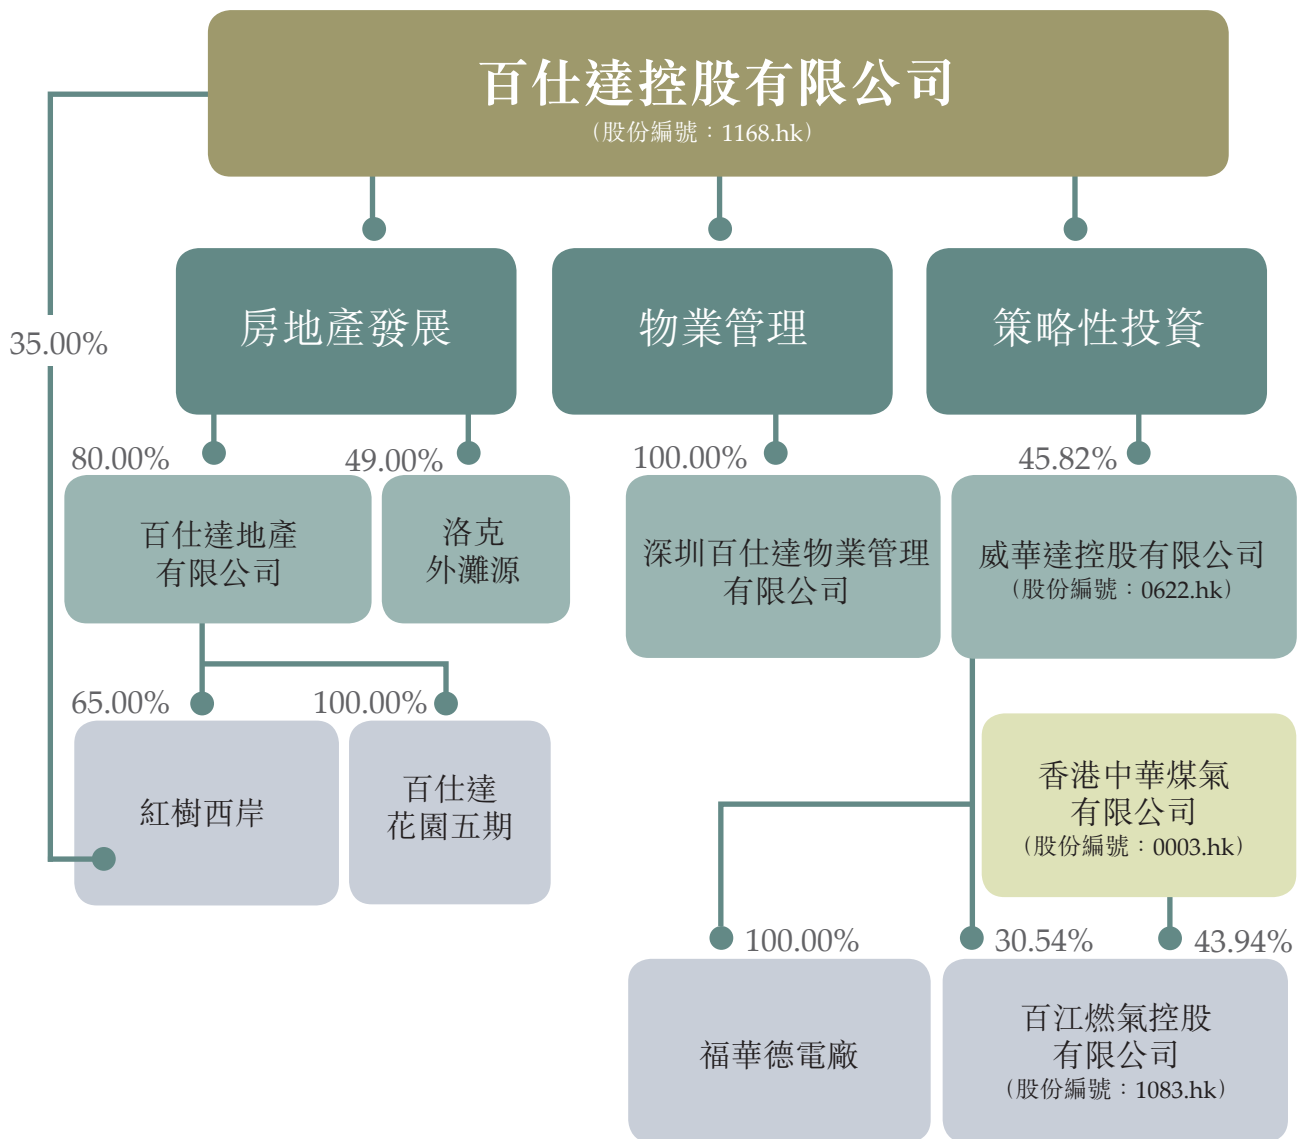 百仕達控股有限公司
(股份編號：1168.hk)
35.00%
房地產發展
物業管理
策略性投資
80.00%
49.00%
100.00%
45.82%
百仕達地產
有限公司
洛克
外灘源
深圳百仕達物業管理
有限公司
威華達控股有限公司
(股份編號：0622.hk)
65.00%
100.00%
紅樹西岸
百仕達
花園五期
香港中華煤氣
有限公司
(股份編號：0003.hk)
100.00%
30.54%
43.94%
福華德電廠
百江燃氣控股
有限公司
(股份編號：1083.hk)